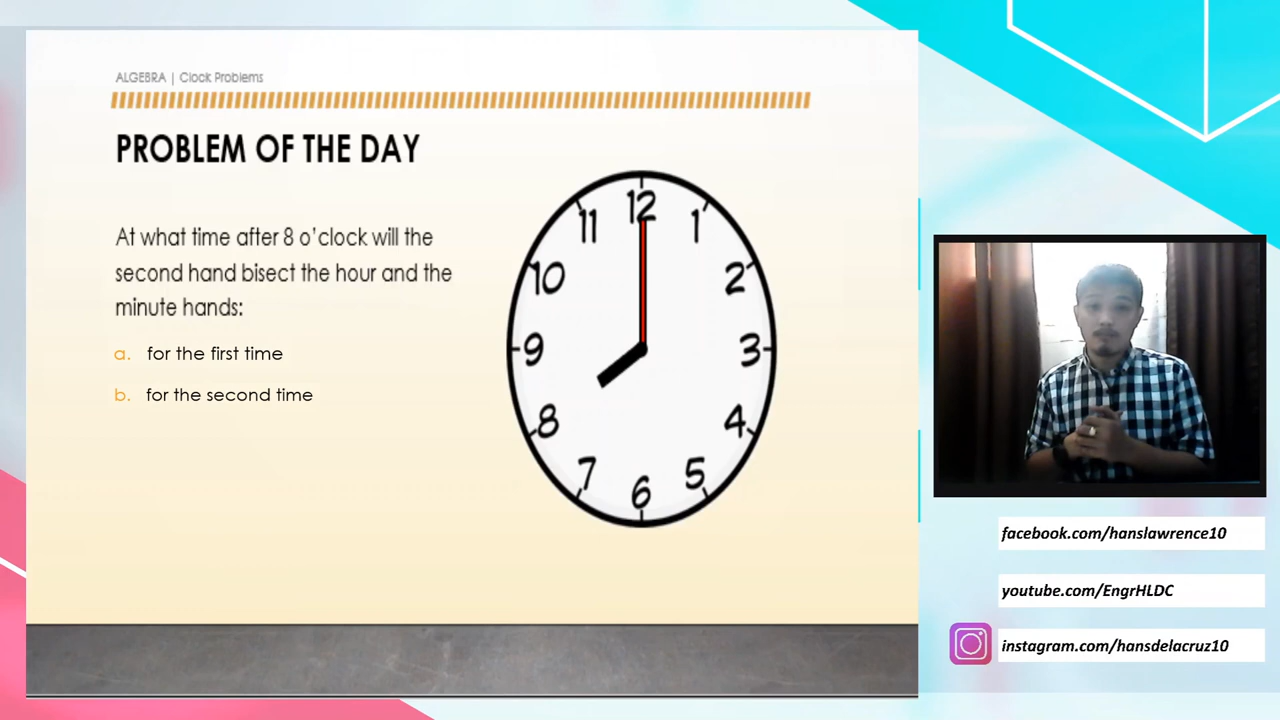 ALGEBRA | Clock Problems
PROBLEM OF THE DAY
At what time after 8 o'clock will the
second hand bisect the hour and the
minute hands:
a. for the first time
b. for the second time
12
11
1
10
2
9
3
8
4
7
5
6
facebook.com/hanslawrence10
youtube.com/EngrHLDC
instagram.com/hansdelacruz10